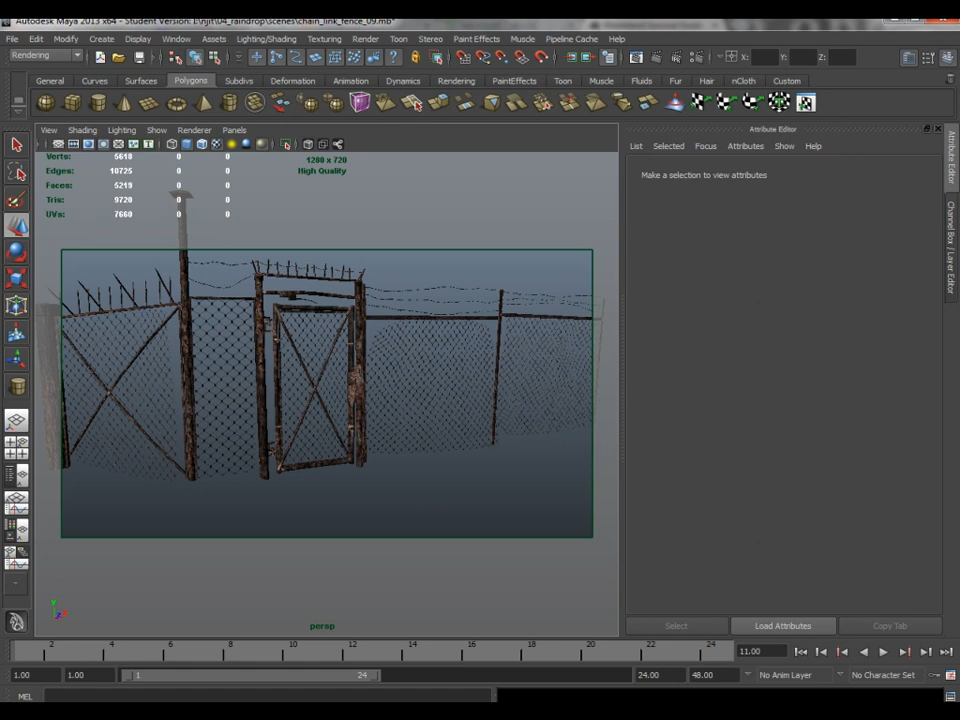 Autodesk Maya 2013 x64 - Student Version: E:\njit\04_raindrop\scenes\chain_link_fence_09.mb*
File Edit Modify Create Display Window Assets Lighting/Shading Texturing Render Toon Stereo Paint Effects Muscle Pipeline Cache Help
Rendering X: Y: Z:
General Curves Surfaces Polygons Subdivs Deformation Animation Dynamics Rendering PaintEffects Toon Muscle Fluids Fur Hair nCloth Custom
View Shading Lighting Show Renderer Panels
Attribute Editor
List Selected Focus Attributes Show Help
Make a selection to view attributes
Verts: 5610 0 0
Edges: 10725 0 0
Faces: 5219 0 0
Tris: 9720 0 0
UVs: 7660 0 0
1280 x 720
High Quality
Attribute Editor
Channel Box / Layer Editor
persp
Select Load Attributes Copy Tab
2 4 6 8 10 12 14 16 18 20 22 24 11.00
1.00 1.00 1 24 24.00 48.00 No Anim Layer No Character Set
MEL